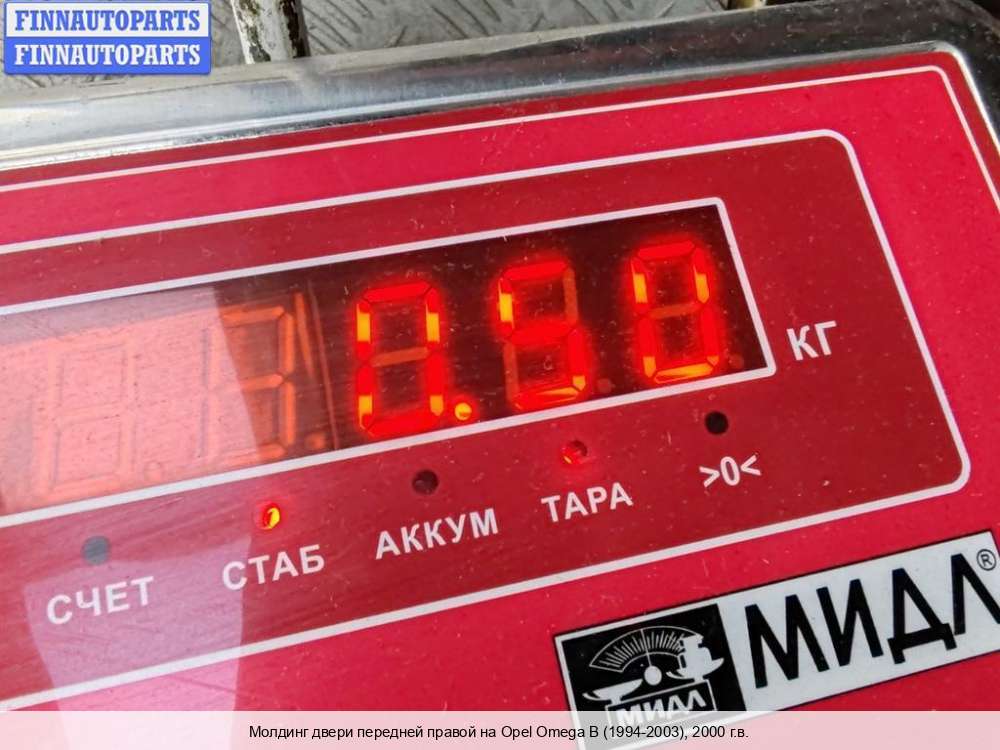 FINNAUTOPARTS
FINNAUTOPARTS
0.50
КГ
СЧЕТ
СТАБ
АККУМ
ТАРА
>0<
МИДЛ®
МИДЛ
Молдинг двери передней правой на Opel Omega B (1994-2003), 2000 г.в.